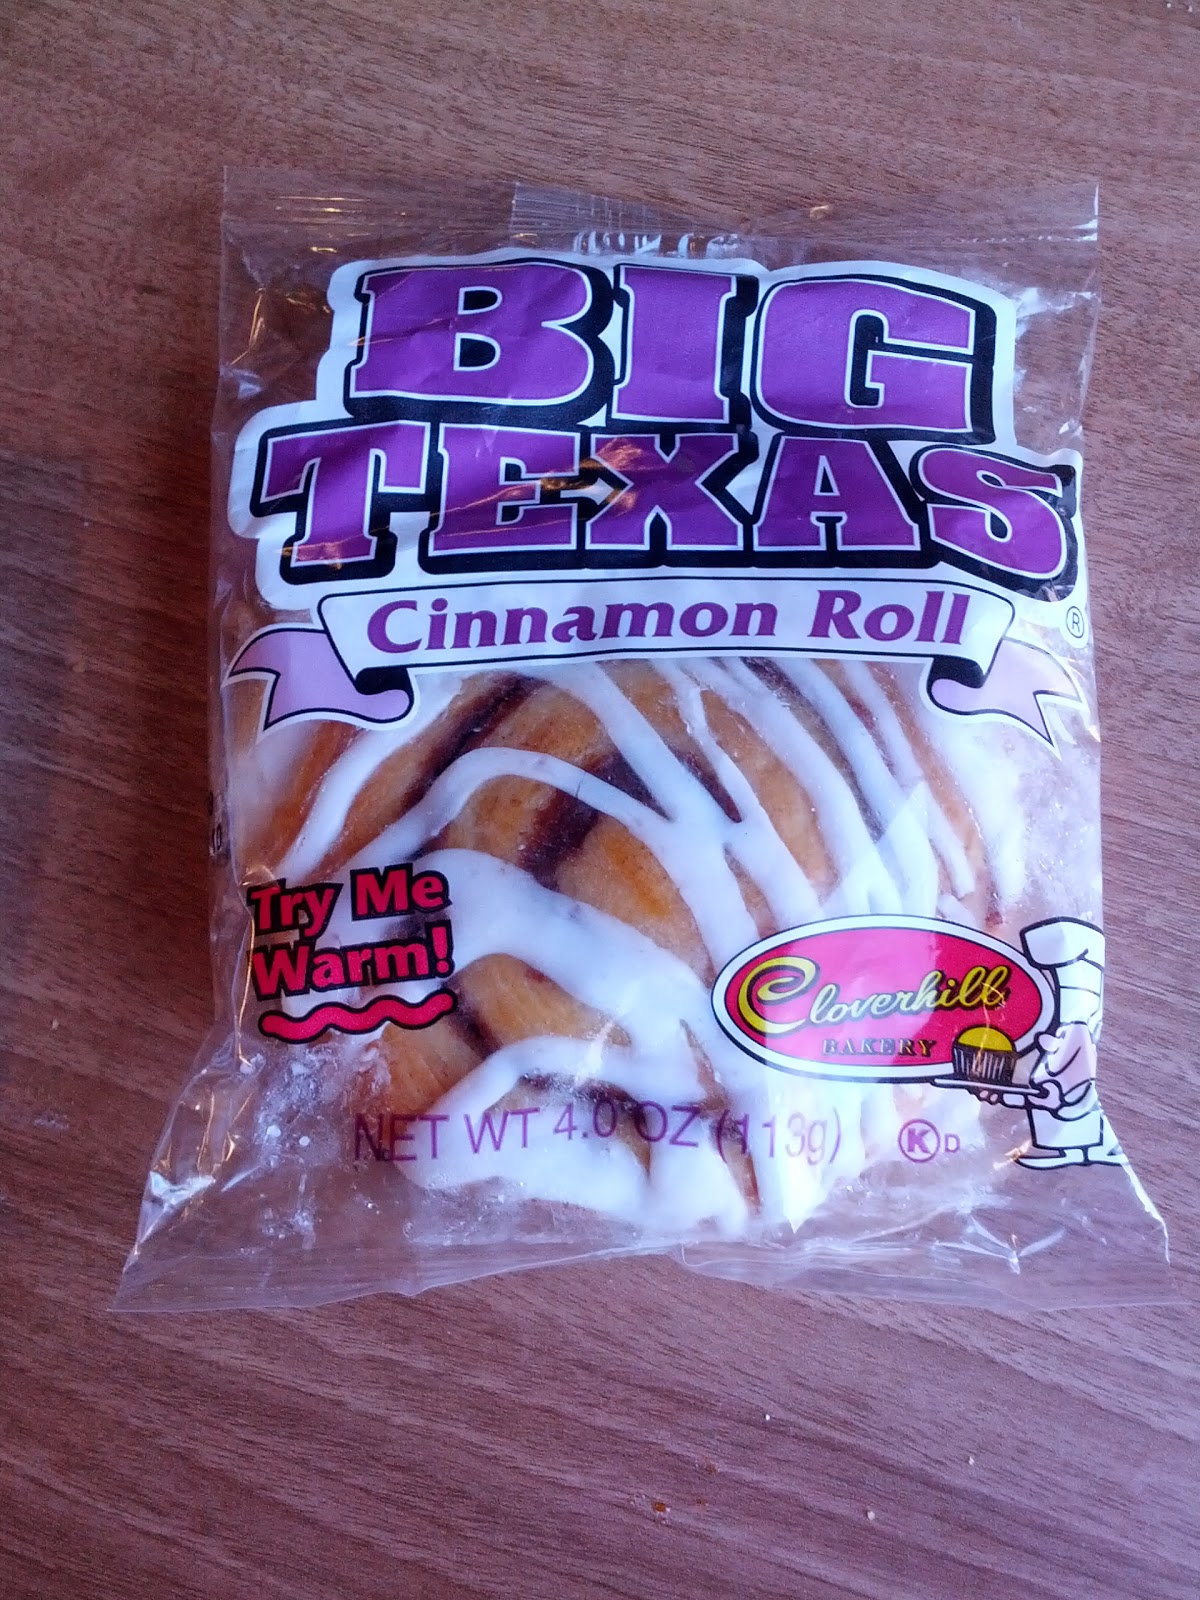 BIG
TEXAS
®
Cinnamon Roll
Try Me
Warm!
Cloverhill
BAKERY
NET WT 4.0 OZ (113g)
K D